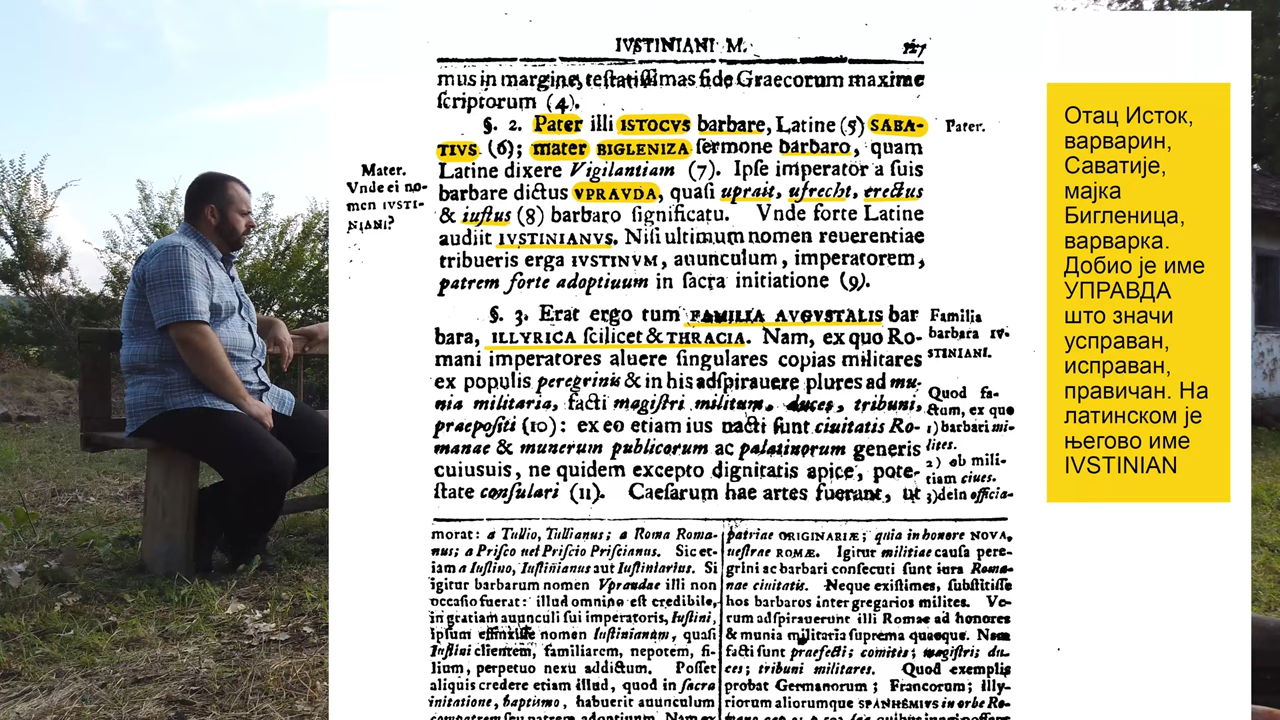 IVSTINIANI M. 127
mus in margine, testatissimas fide Graecorum maxime
scriptorum (4).
§. 2. Pater illi ISTOCVS barbare, Latine (5) SABA-
TIVS (6); mater BIGLENIZA sermone barbaro, quam
Latine dixere Vigilantiam (7). Ipse imperator a suis
barbare dictus VPRAVDA, quasi uprait, ufrecht, erectus
& iustus (8) barbaro significatu. Vnde forte Latine
audiit IVSTINIANVS. Nisi ultimum nomen reuerentiae
tribueris erga IVSTINVM, auunculum, imperatorem,
patrem forte adoptiuum in sacra initiatione (9).
Pater.
Mater.
Vnde ei no-
men IVSTI-
NIANI?
§. 3. Erat ergo tum FAMILIA AVGVSTALIS bar
bara, ILLYRICA scilicet & THRACIA. Nam, ex quo Ro-
mani imperatores aluere singulares copias militares
ex populis peregrinis & in his adspirauere plures ad mu-
nia militaria, facti magistri militum, duces, tribuni,
praepositi (10): ex eo etiam ius nacti sunt ciuitatis Ro-
manae & munerum publicorum ac palatinorum generis
cuiusuis, ne quidem excepto dignitatis apice, pote-
state consulari (11). Caesarum hae artes fuerant, ut
Familia
barbara IV-
STINIANI.
Quod fa-
ctum, ex quo
1) barbari mi-
lites.
2) ob mili-
tiam ciues.
3) dein officia-
morat: a Tullio, Tullianus; a Roma Roma-
nus; a Prisco uel Priscio Priscianus. Sic et-
iam a Iustino, Iustinianus aut Iustiniarius. Si
igitur barbarum nomen Vpraudae illi non
occasio fuerat: illud omnino est credibile,
in gratiam auunculi sui imperatoris, Iustini,
ipsum effinxisse nomen Iustinianum, quasi
Iustini clientem, familiarem, nepotem, fi-
lium, perpetuo nexu addictum. Posset
aliquis credere etiam illud, quod in sacra
initatione, baptismo, habuerit auunculum
patriae ORIGINARIAE; quia in honore NOVA,
uestrae ROMAE. Igitur militiae causa pere-
grini ac barbari consecuti sunt iura Roma-
nae ciuitatis. Neque existimes, substitisse
hos barbaros inter gregarios milites. Ve-
rum adspirauerunt illi Romae ad honores
& munia militaria suprema quaeque. Nam
facti sunt praefecti; comites; magistris du-
ces; tribuni militares. Quod exemplis
probat Germanorum; Francorum; Illy-
riorum aliorumque SPANHEMIVS in orbe Ro-
Отац Исток,
варварин,
Саватије,
мајка
Бигленица,
варварка.
Добио је име
УПРАВДА
што значи
усправан,
исправан,
правичан. На
латинском је
његово име
IVSTINIAN